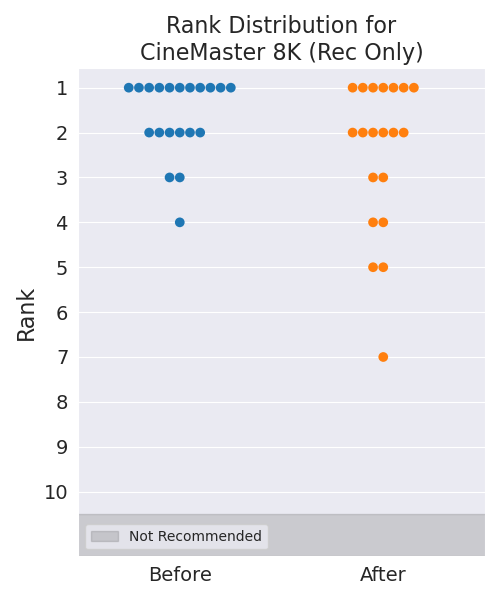 Rank Distribution for
CineMaster 8K (Rec Only)
Rank
1
2
3
4
5
6
7
8
9
10
Not Recommended
Before After